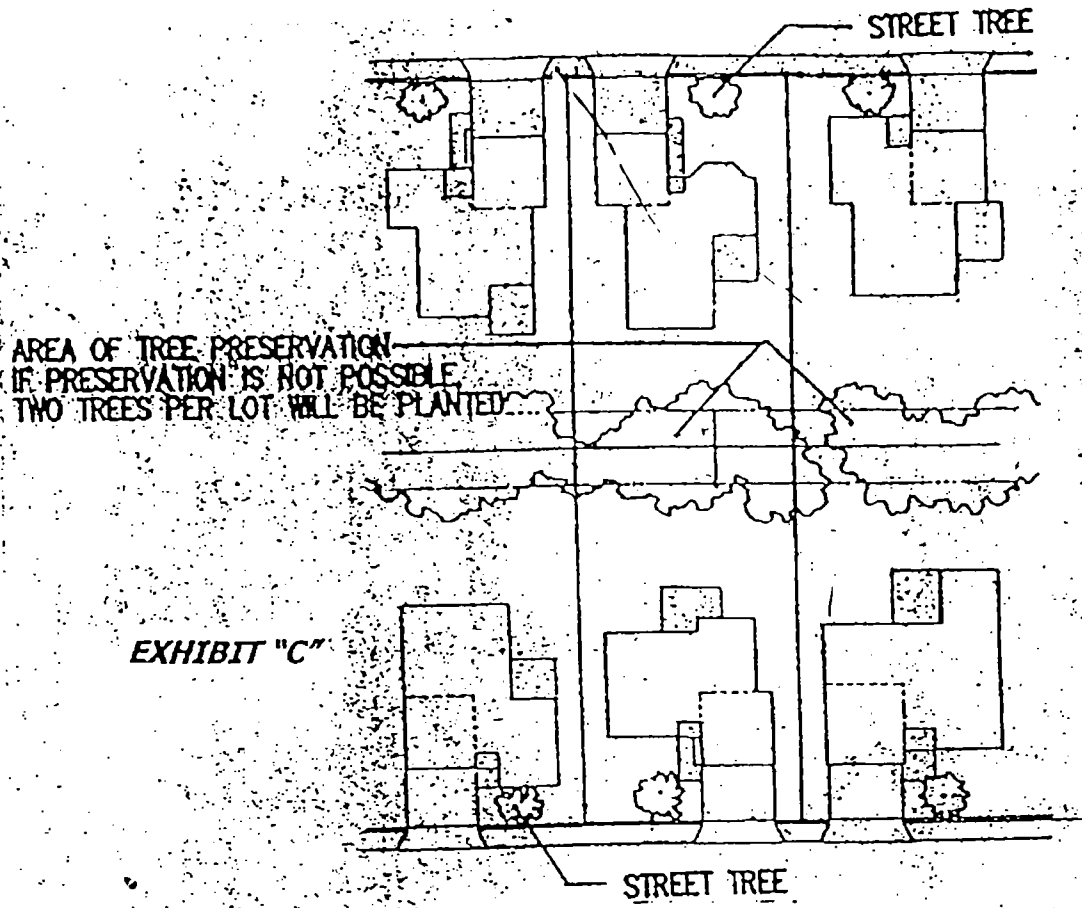 STREET TREE
AREA OF TREE PRESERVATION
IF PRESERVATION IS NOT POSSIBLE,
TWO TREES PER LOT WILL BE PLANTED
EXHIBIT "C"
STREET TREE